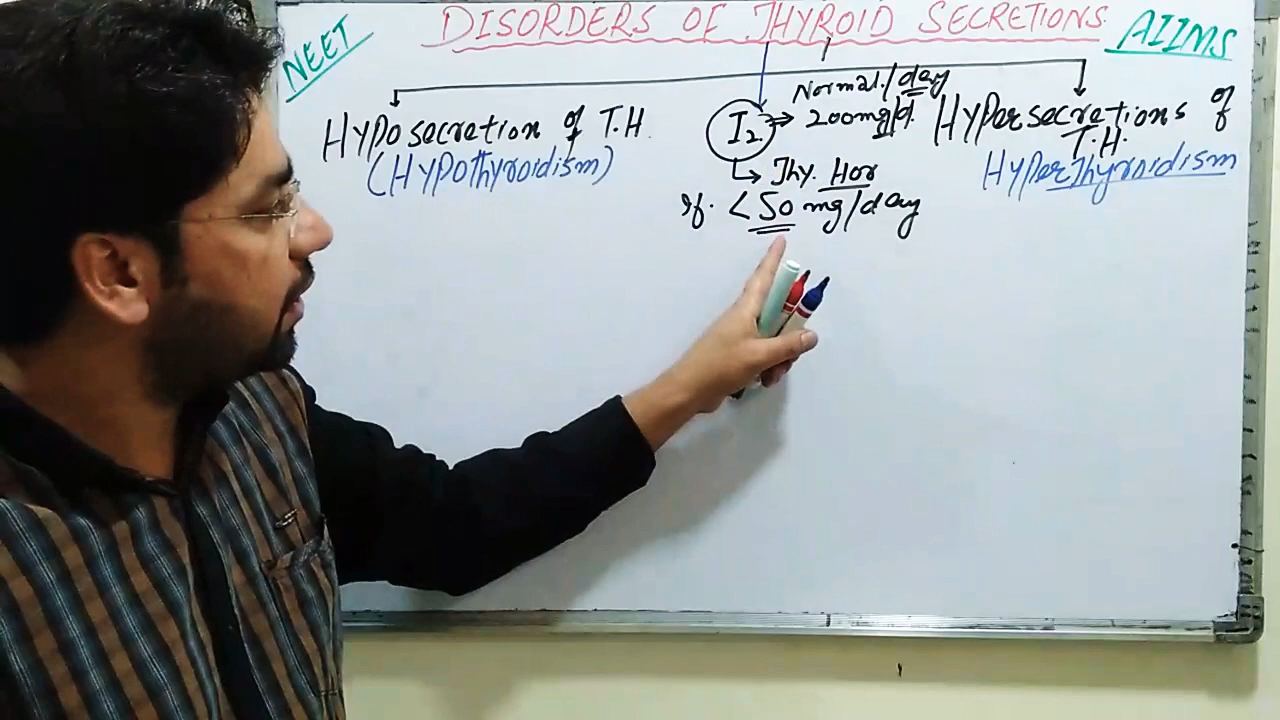 NEET
DISORDERS OF THYROID SECRETIONS
AIIMS
Hyposecretion of T.H.
(Hypothyroidism)
Normal/day
I2 200mg/d.
Thy. Hor
If. <50 mg/day
Hypersecretions of
T.H.
Hyperthyroidism